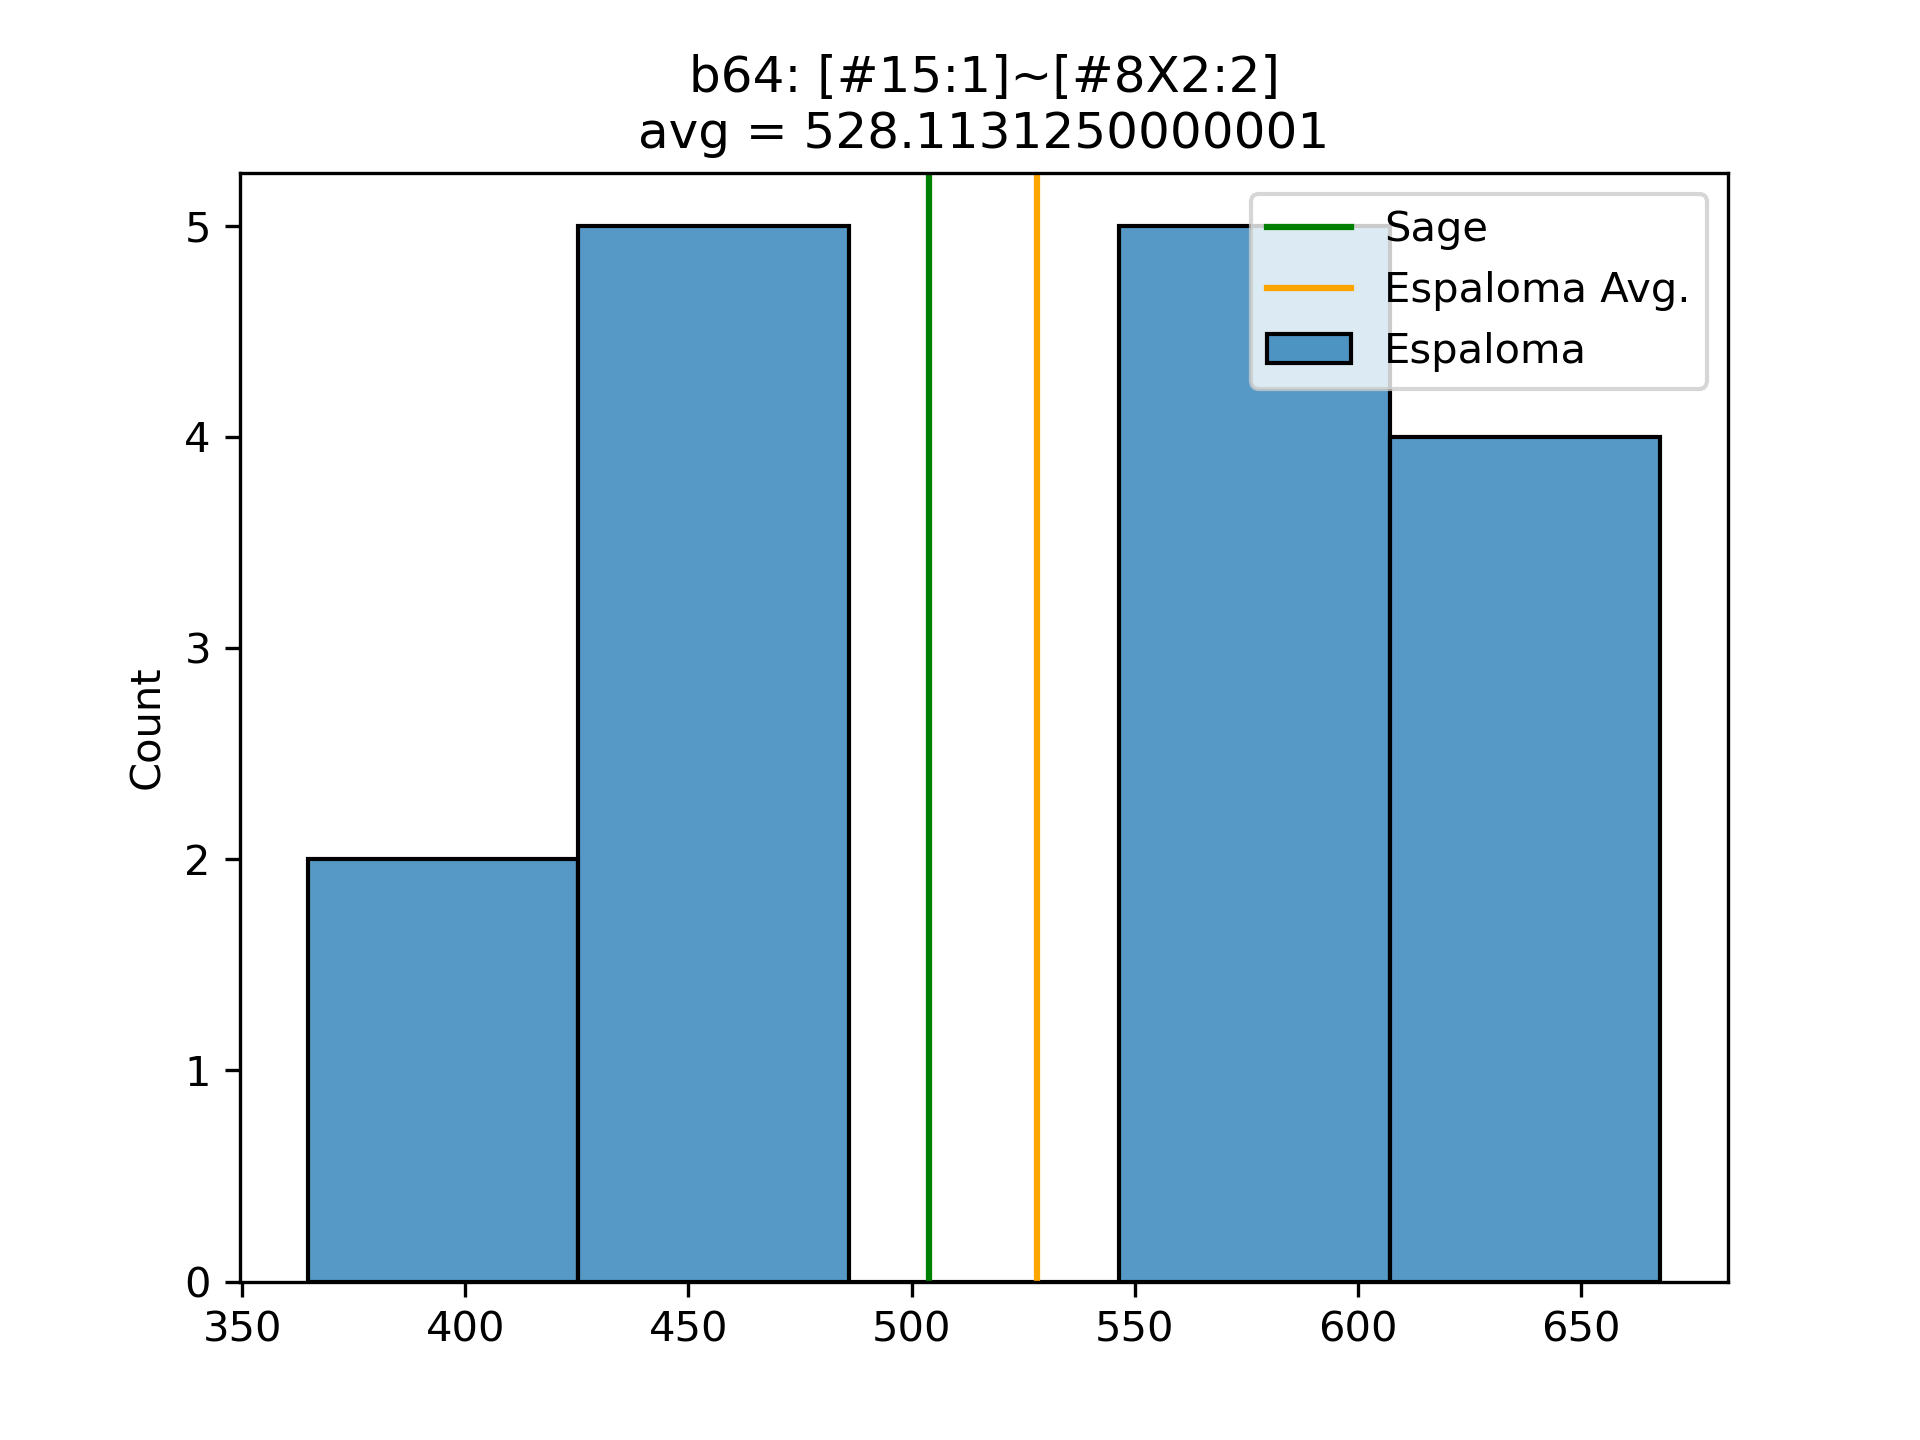 b64: [#15:1]~[#8X2:2]
avg = 528.1131250000001
Sage
Espaloma Avg.
Espaloma
Count
5
4
3
2
1
0
350 400 450 500 550 600 650